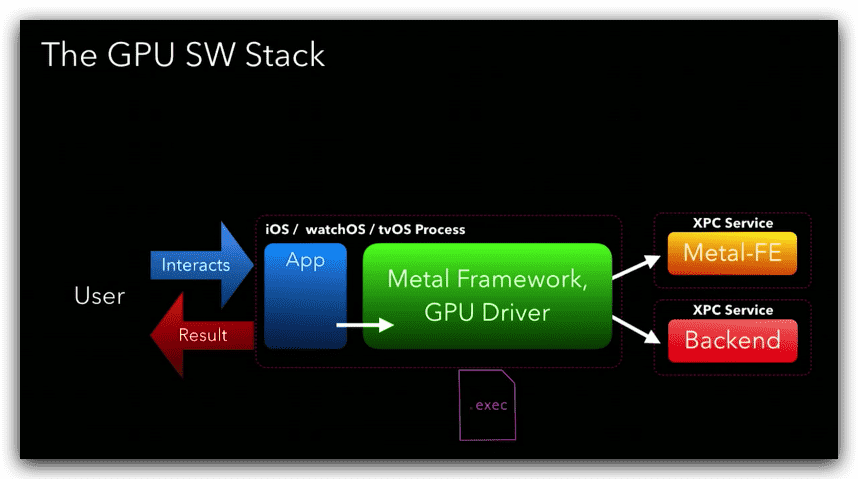 The GPU SW Stack
iOS / watchOS / tvOS Process
XPC Service
Interacts
App
Metal Framework,
GPU Driver
Metal-FE
User
Result
XPC Service
Backend
.exec